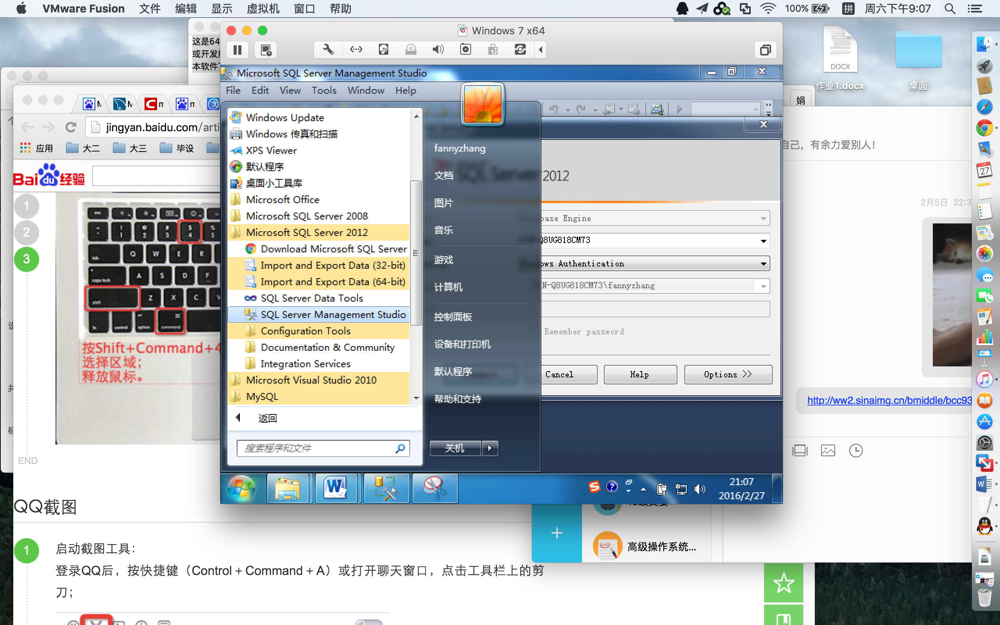 VMware Fusion 文件 编辑 显示 虚拟机 窗口 帮助
100% 拼 周六下午9:07
Windows 7 x64
这是64
或开发片
本软件
DOCX
作业1.docx
桌面
Microsoft SQL Server Management Studio
File Edit View Tools Window Help
娟
jingyan.baidu.com/arti
应用 大二 大三 毕设
Baidu经验
1
2
3
按Shift+Command+4
选择区域；
释放鼠标。
END
QQ截图
1
启动截图工具：
登录QQ后，按快捷键（Control + Command + A）或打开聊天窗口，点击工具栏上的剪
刀；
Windows Update
Windows 传真和扫描
XPS Viewer
默认程序
桌面小工具库
Microsoft Office
Microsoft SQL Server 2008
Microsoft SQL Server 2012
Download Microsoft SQL Server
Import and Export Data (32-bit)
Import and Export Data (64-bit)
SQL Server Data Tools
SQL Server Management Studio
Configuration Tools
Documentation & Community
Integration Services
Microsoft Visual Studio 2010
MySQL
返回
搜索程序和文件
fannyzhang
文档
图片
音乐
游戏
计算机
控制面板
设备和打印机
默认程序
帮助和支持
关机
SQL Server 2012
base Engine
Q8UG818CM73
ows Authentication
N-Q8UG818CM73\fannyzhang
Remember password
Cancel Help Options >>
21:07
2016/2/27
自己，有余力爱别人！
2月5日 22:3
http://ww2.sinaimg.cn/bmiddle/bcc93
高级操作系统...
2月
27